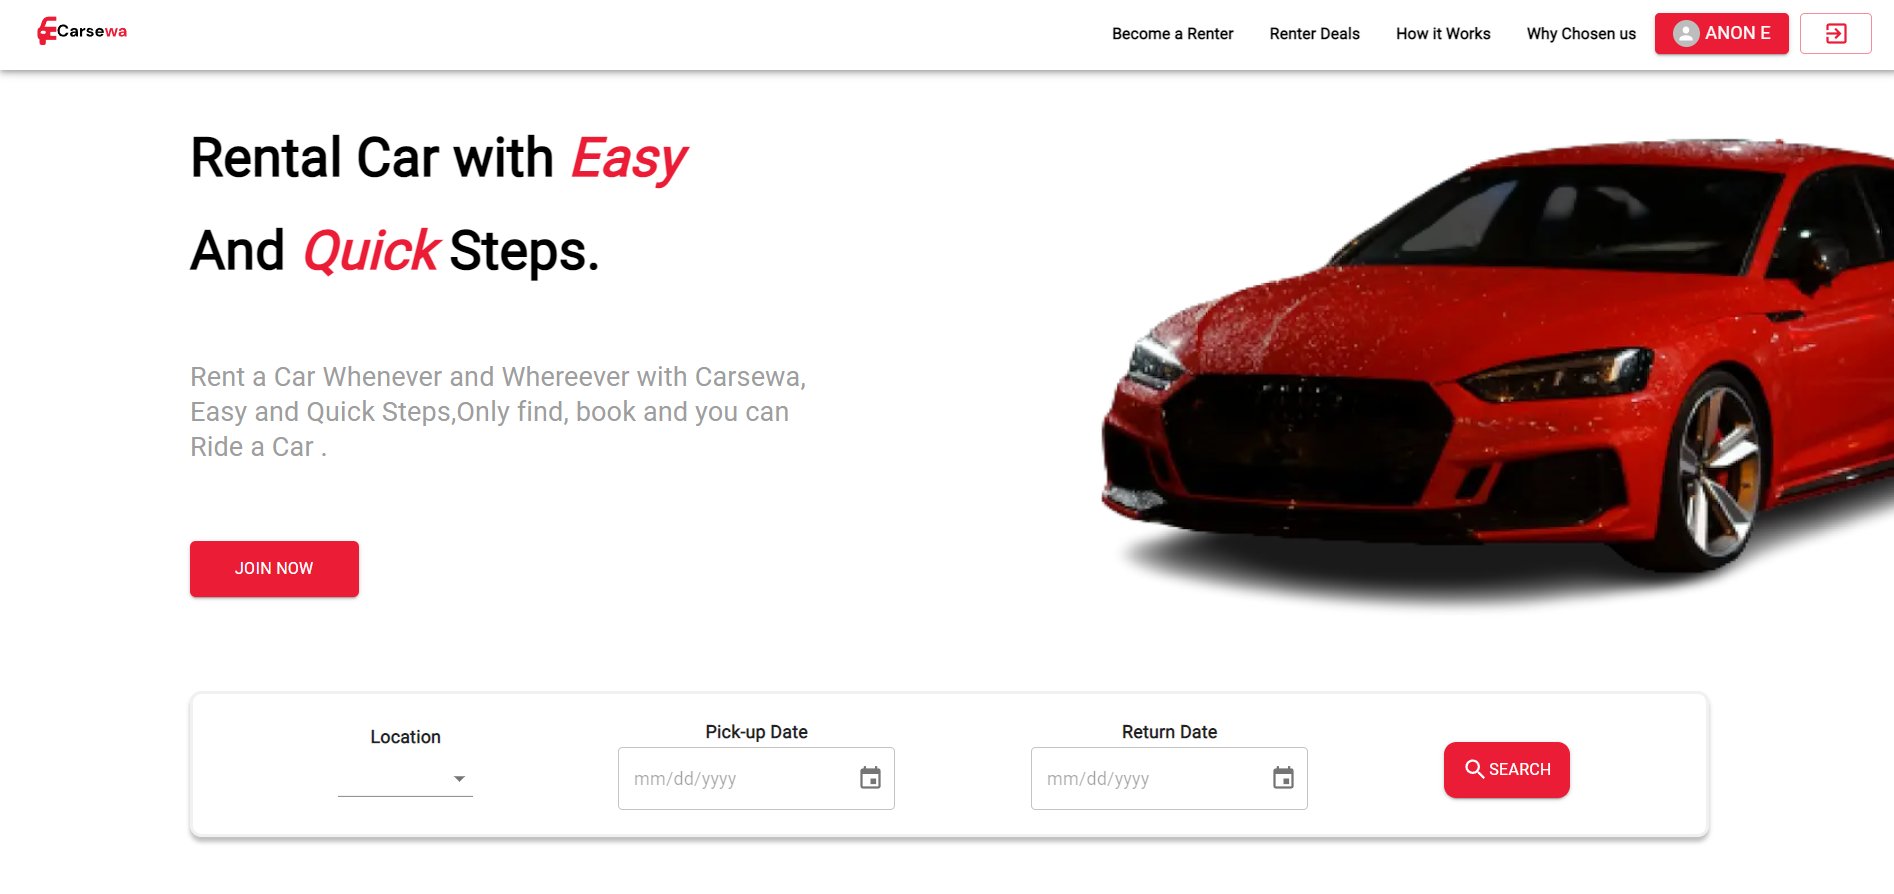 Carsewa
Become a Renter
Renter Deals
How it Works
Why Chosen us
ANON E
Rental Car with Easy
And Quick Steps.
Rent a Car Whenever and Whereever with Carsewa,
Easy and Quick Steps,Only find, book and you can
Ride a Car .
JOIN NOW
Location
Pick-up Date
mm/dd/yyyy
Return Date
mm/dd/yyyy
SEARCH